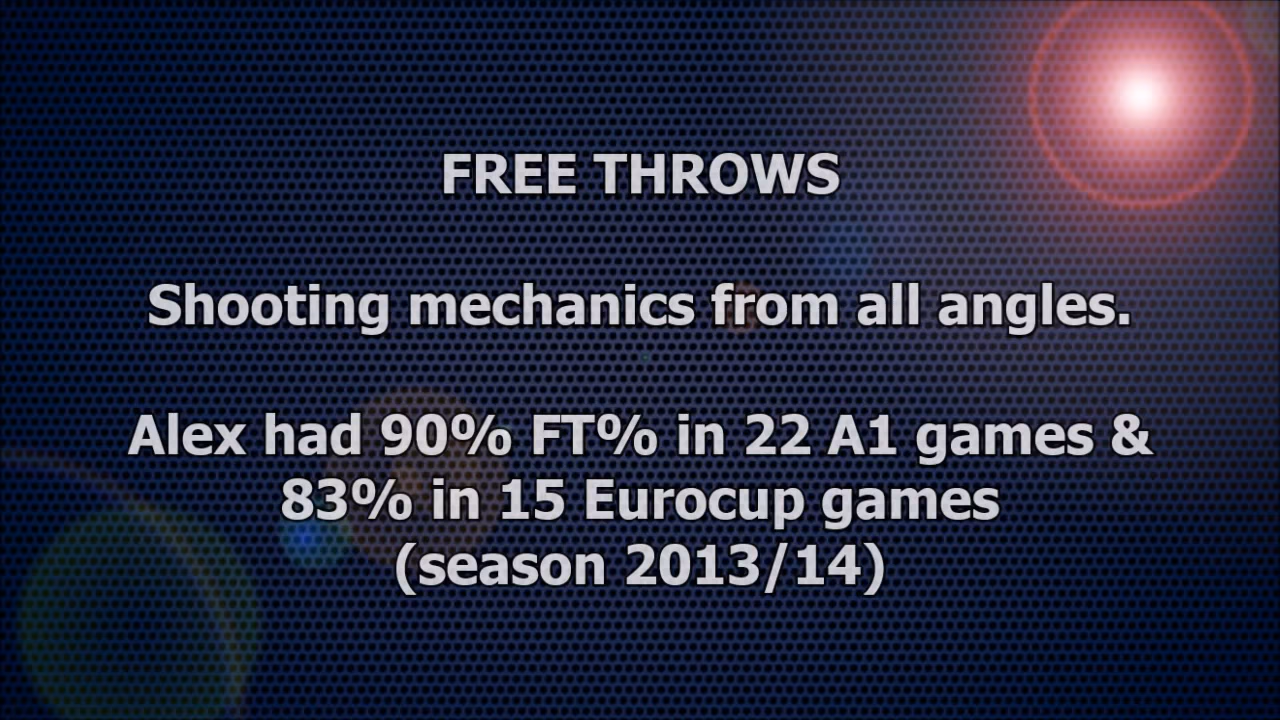 FREE THROWS
Shooting mechanics from all angles.
Alex had 90% FT% in 22 A1 games &
83% in 15 Eurocup games
(season 2013/14)